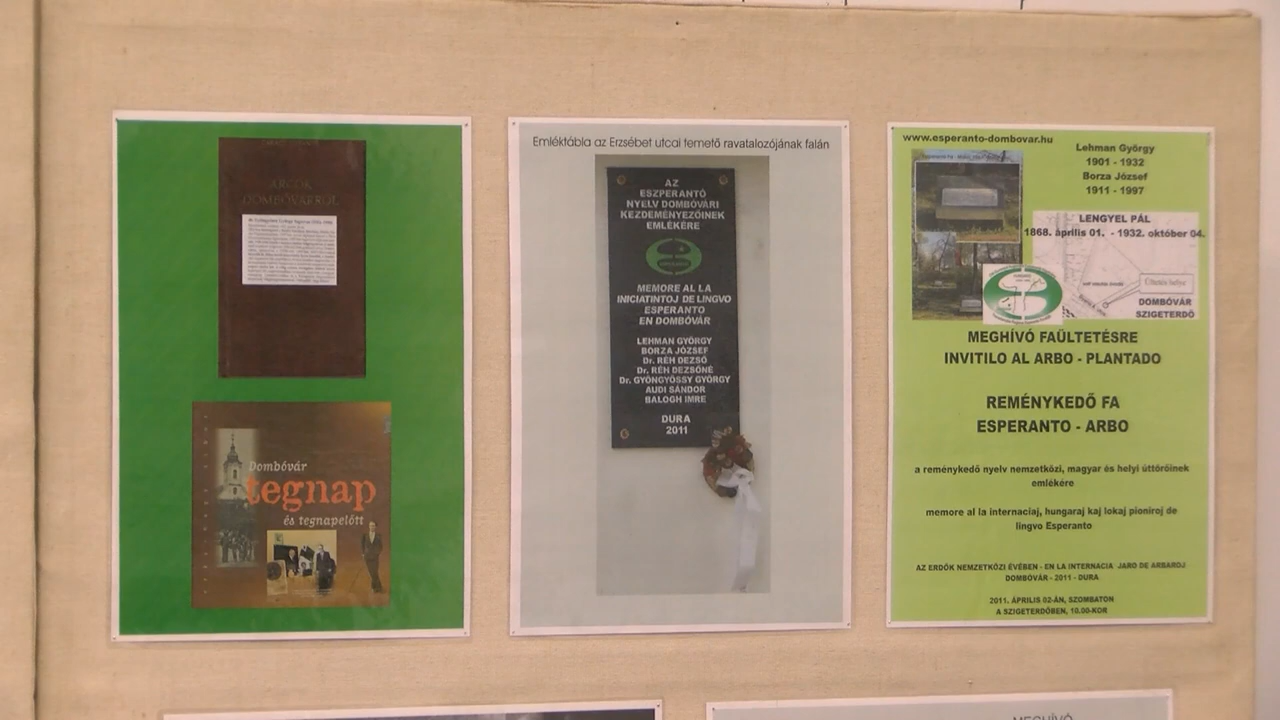 ARCOK
DOMBÓVÁRRÓL
Dombóvár
tegnap
és tegnapelőtt
Emléktábla az Erzsébet utcai temető ravatalozójának falán
AZ
ESZPERANTÓ
NYELV DOMBÓVÁRI
KEZDEMÉNYEZŐINEK
EMLÉKÉRE
MEMORE AL LA
INICIATINTOJ DE LINGVO
ESPERANTO
EN DOMBÓVÁR
LEHMAN GYÖRGY
BORZA JÓZSEF
Dr. RÉH DEZSŐ
Dr. RÉH DEZSŐNÉ
Dr. GYÖNGYÖSSY GYÖRGY
AUDI SÁNDOR
BALOGH IMRE
DURA
2011
www.esperanto-dombovar.hu
Lehman György
1901 - 1932
Borza József
1911 - 1997
LENGYEL PÁL
1868. április 01. - 1932. október 04.
Ültetés helye
DOMBÓVÁR
SZIGETERDŐ
MEGHÍVÓ FAÜLTETÉSRE
INVITILO AL ARBO - PLANTADO
REMÉNYKEDŐ FA
ESPERANTO - ARBO
a reménykedő nyelv nemzetközi, magyar és helyi úttörőinek
emlékére
memore al la internaciaj, hungaraj kaj lokaj pioniroj de
lingvo Esperanto
AZ ERDŐK NEMZETKÖZI ÉVÉBEN - EN LA INTERNACIA JARO DE ARBAROJ
DOMBÓVÁR - 2011 - DURA
2011. ÁPRILIS 02-ÁN, SZOMBATON
A SZIGETERDŐBEN, 10.00-KOR
MEGHÍVÓ